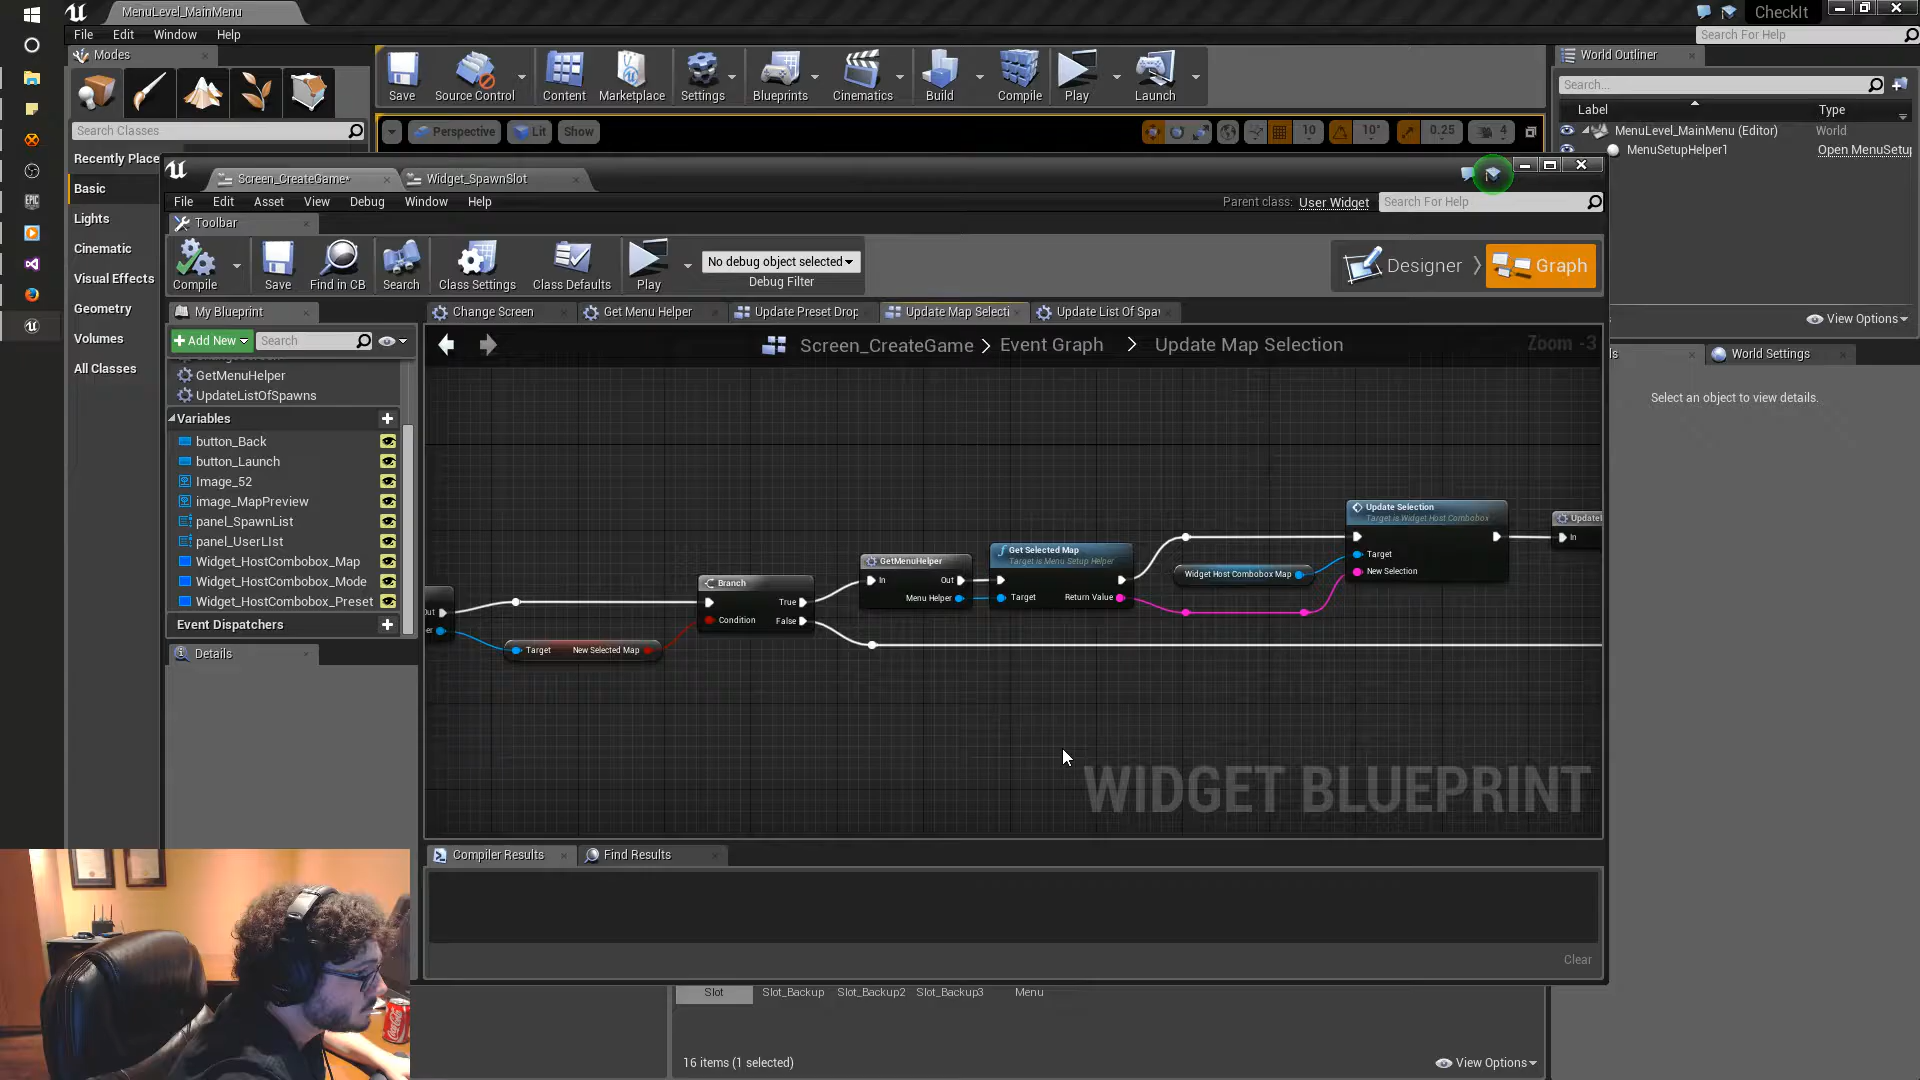 MenuLevel_MainMenu
CheckIt
File Edit Window Help
Search For Help
Modes
World Outliner
Save Source Control Content Marketplace Settings Blueprints Cinematics Build Compile Play Launch
Search...
Label Type
Search Classes
Perspective Lit Show 10 10° 0.25 4
MenuLevel_MainMenu (Editor) World
MenuSetupHelper1 Open MenuSetu
Recently Place
Basic
Lights
Cinematic
Visual Effects
Geometry
Volumes
All Classes
Screen_CreateGame* Widget_SpawnSlot
File Edit Asset View Debug Window Help
Parent class: User Widget Search For Help
Toolbar
Compile Save Find in CB Search Class Settings Class Defaults Play
No debug object selected
Debug Filter
Designer Graph
My Blueprint
Change Screen Get Menu Helper Update Preset Drop Update Map Selecti Update List Of Spa
Add New Search
Screen_CreateGame > Event Graph > Update Map Selection
Zoom -3
View Options
World Settings
Select an object to view details.
GetMenuHelper
UpdateListOfSpawns
Variables
button_Back
button_Launch
Image_52
image_MapPreview
panel_SpawnList
panel_UserLIst
Widget_HostCombobox_Map
Widget_HostCombobox_Mode
Widget_HostCombobox_Preset
Event Dispatchers
Details
Target New Selected Map
Branch
True
Condition False
GetMenuHelper
In Out
Menu Helper
Get Selected Map
Target is Menu Setup Helper
Target Return Value
Widget Host Combobox Map
Update Selection
Target is Widget Host Combobox
Target
New Selection
In
WIDGET BLUEPRINT
Compiler Results Find Results
Clear
Slot Slot_Backup Slot_Backup2 Slot_Backup3 Menu
16 items (1 selected)
View Options